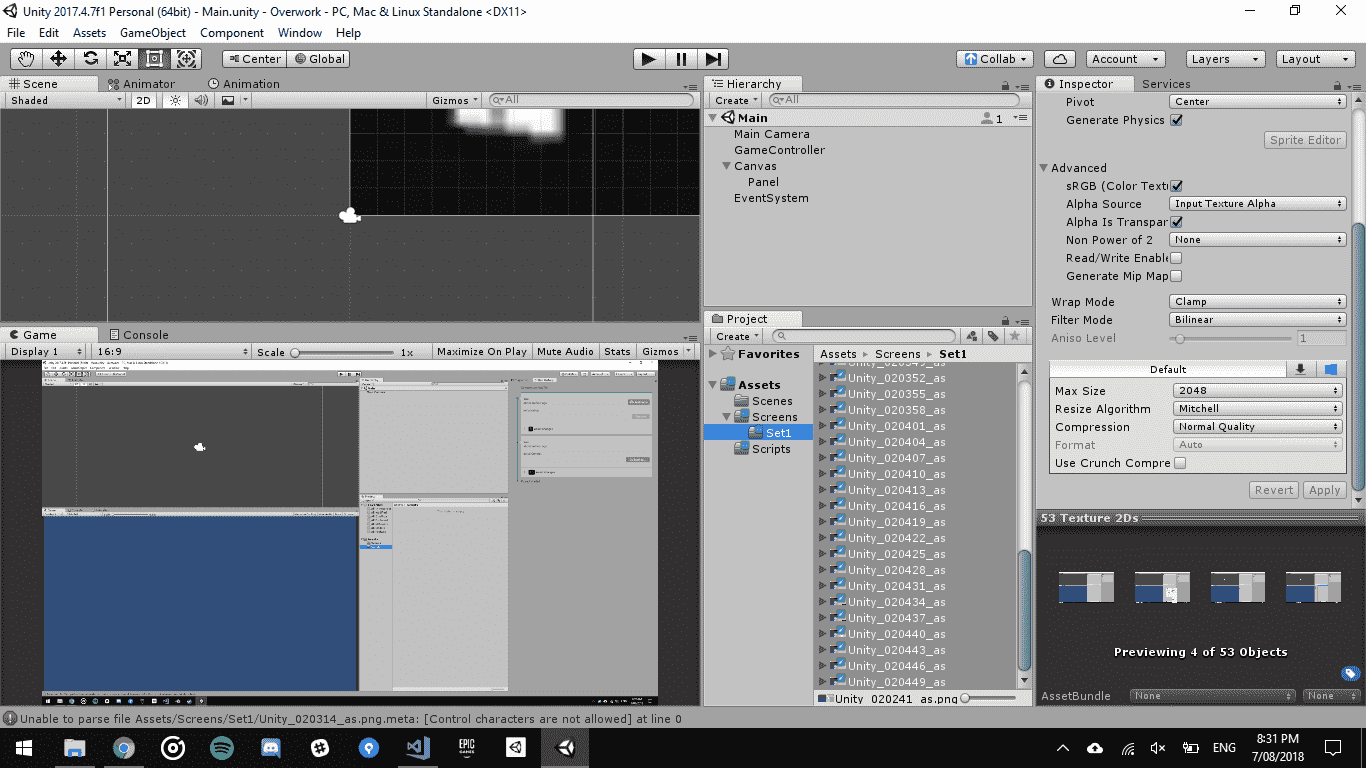 Unity 2017.4.7f1 Personal (64bit) - Main.unity - Overwork - PC, Mac & Linux Standalone <DX11>
File Edit Assets GameObject Component Window Help
Center Global
Collab Account Layers Layout
Scene Animator Animation
Shaded 2D Gizmos All
Hierarchy
Create All
Main 1
Main Camera
GameController
Canvas
Panel
EventSystem
Inspector Services
Pivot Center
Generate Physics
Sprite Editor
Advanced
sRGB (Color Textu
Alpha Source Input Texture Alpha
Alpha Is Transpar
Non Power of 2 None
Read/Write Enable
Generate Mip Map
Wrap Mode Clamp
Filter Mode Bilinear
Aniso Level 1
Default
Max Size 2048
Resize Algorithm Mitchell
Compression Normal Quality
Format Auto
Use Crunch Compre
Revert Apply
53 Texture 2Ds
Previewing 4 of 53 Objects
AssetBundle None None
Game Console
Display 1 16:9 Scale 1x Maximize On Play Mute Audio Stats Gizmos
Project
Create
Favorites
Assets
Scenes
Screens
Set1
Scripts
Assets Screens Set1
Unity_020352_as
Unity_020355_as
Unity_020358_as
Unity_020401_as
Unity_020404_as
Unity_020407_as
Unity_020410_as
Unity_020413_as
Unity_020416_as
Unity_020419_as
Unity_020422_as
Unity_020425_as
Unity_020428_as
Unity_020431_as
Unity_020434_as
Unity_020437_as
Unity_020440_as
Unity_020443_as
Unity_020446_as
Unity_020449_as
Unity_020241_as.png
Unable to parse file Assets/Screens/Set1/Unity_020314_as.png.meta: [Control characters are not allowed] at line 0
EPIC GAMES
ENG
8:31 PM
7/08/2018